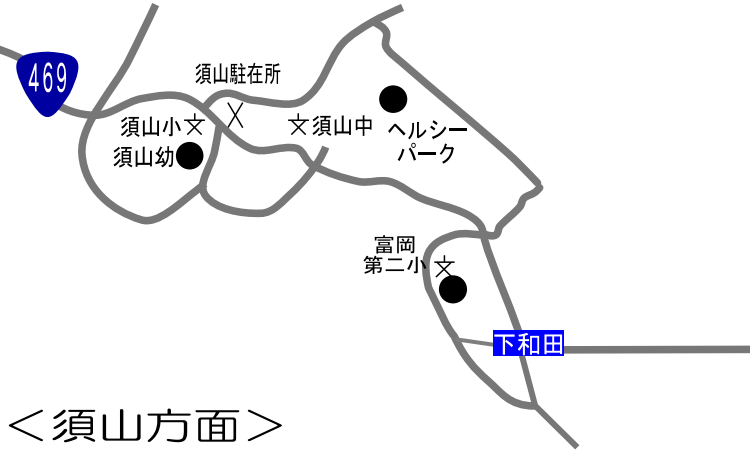 469
須山駐在所
須山小
須山中
須山幼
ヘルシー
パーク
富岡
第二小
下和田
＜須山方面＞